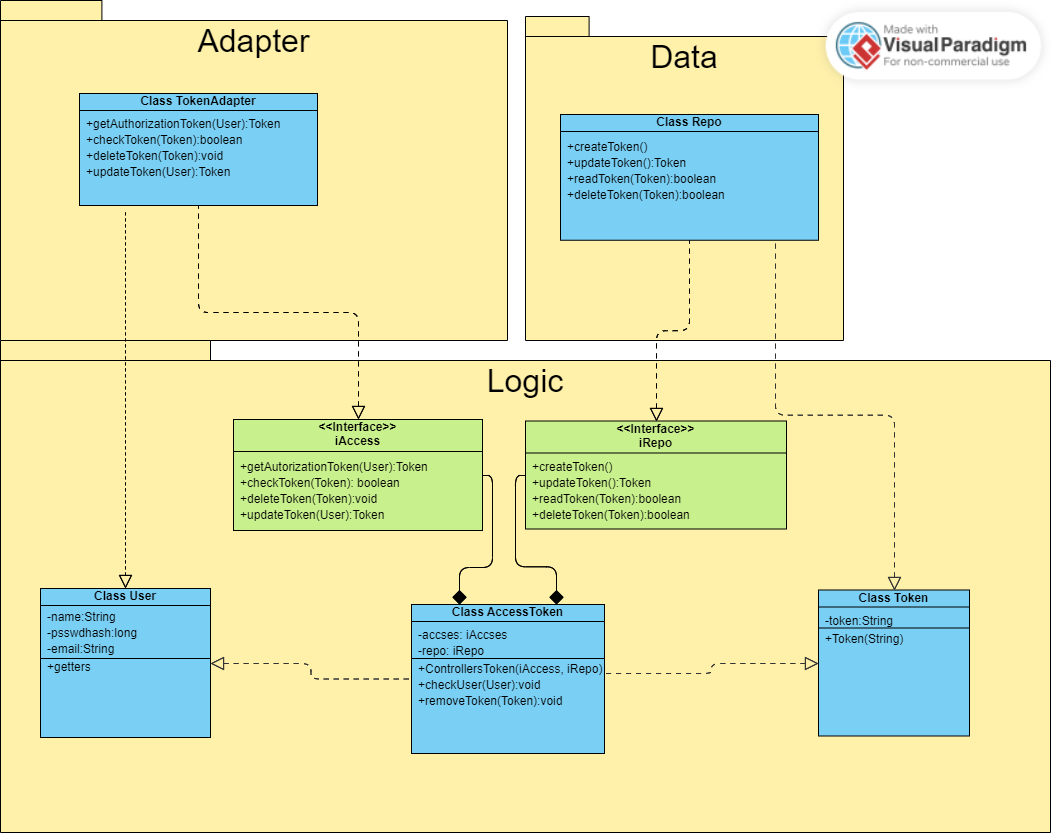 Adapter
Class TokenAdapter
+getAuthorizationToken(User):Token
+checkToken(Token):boolean
+deleteToken(Token):void
+updateToken(User):Token
Data
Class Repo
+createToken()
+updateToken():Token
+readToken(Token):boolean
+deleteToken(Token):boolean
Made with
Visual Paradigm
For non-commercial use
Logic
<<Interface>>
iAccess
+getAutorizationToken(User):Token
+checkToken(Token): boolean
+deleteToken(Token):void
+updateToken(User):Token
<<Interface>>
iRepo
+createToken()
+updateToken():Token
+readToken(Token):boolean
+deleteToken(Token):boolean
Class User
-name:String
-psswdhash:long
-email:String
+getters
Class AccessToken
-accses: iAccses
-repo: iRepo
+ControllersToken(iAccess, iRepo)
+checkUser(User):void
+removeToken(Token):void
Class Token
-token:String
+Token(String)